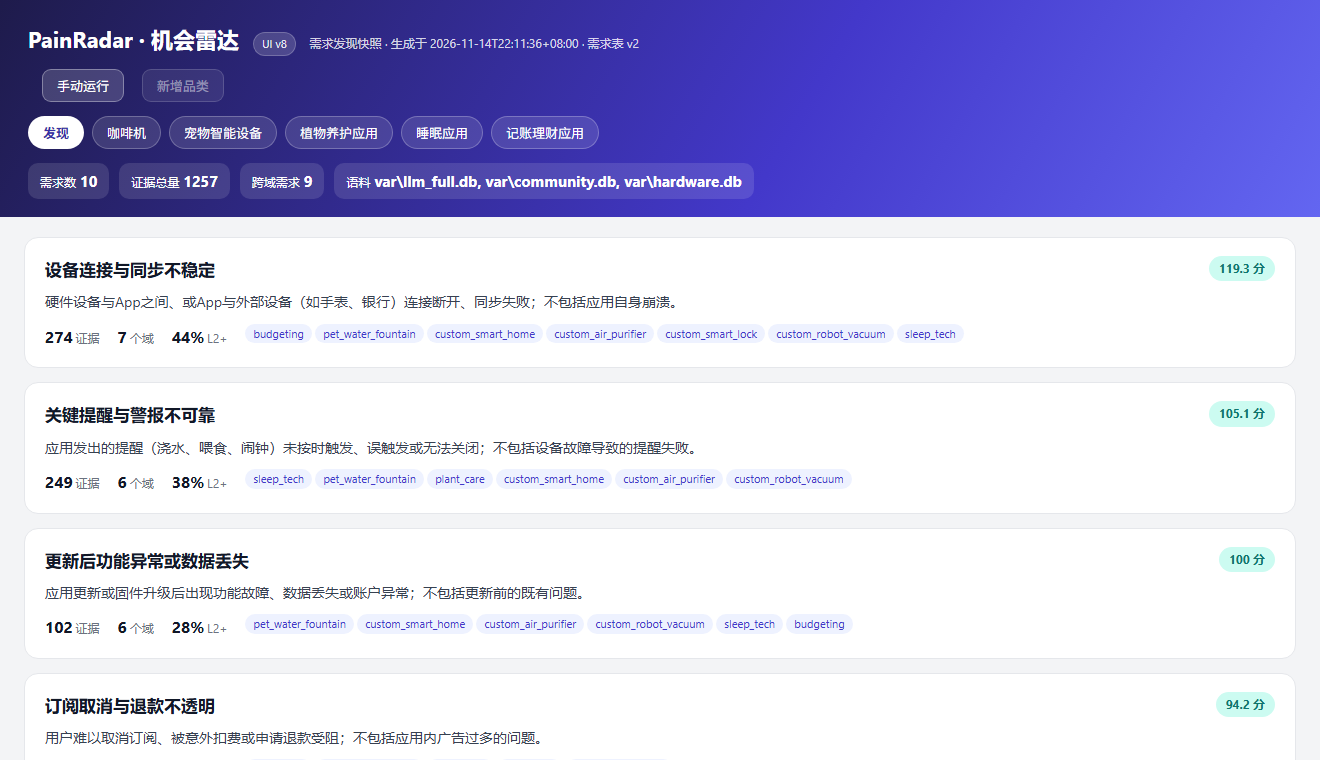 PainRadar · 机会雷达 UI v8 需求发现快照 · 生成于 2026-11-14T22:11:36+08:00 · 需求表 v2
手动运行 新增品类
发现 咖啡机 宠物智能设备 植物养护应用 睡眠应用 记账理财应用
需求数 10 证据总量 1257 跨域需求 9 语料 var\llm_full.db, var\community.db, var\hardware.db
设备连接与同步不稳定 119.3 分
硬件设备与App之间、或App与外部设备（如手表、银行）连接断开、同步失败；不包括应用自身崩溃。
274 证据 7 个域 44% L2+ budgeting pet_water_fountain custom_smart_home custom_air_purifier custom_smart_lock custom_robot_vacuum sleep_tech
关键提醒与警报不可靠 105.1 分
应用发出的提醒（浇水、喂食、闹钟）未按时触发、误触发或无法关闭；不包括设备故障导致的提醒失败。
249 证据 6 个域 38% L2+ sleep_tech pet_water_fountain plant_care custom_smart_home custom_air_purifier custom_robot_vacuum
更新后功能异常或数据丢失 100 分
应用更新或固件升级后出现功能故障、数据丢失或账户异常；不包括更新前的既有问题。
102 证据 6 个域 28% L2+ pet_water_fountain custom_smart_home custom_air_purifier custom_robot_vacuum sleep_tech budgeting
订阅取消与退款不透明 94.2 分
用户难以取消订阅、被意外扣费或申请退款受阻；不包括应用内广告过多的问题。